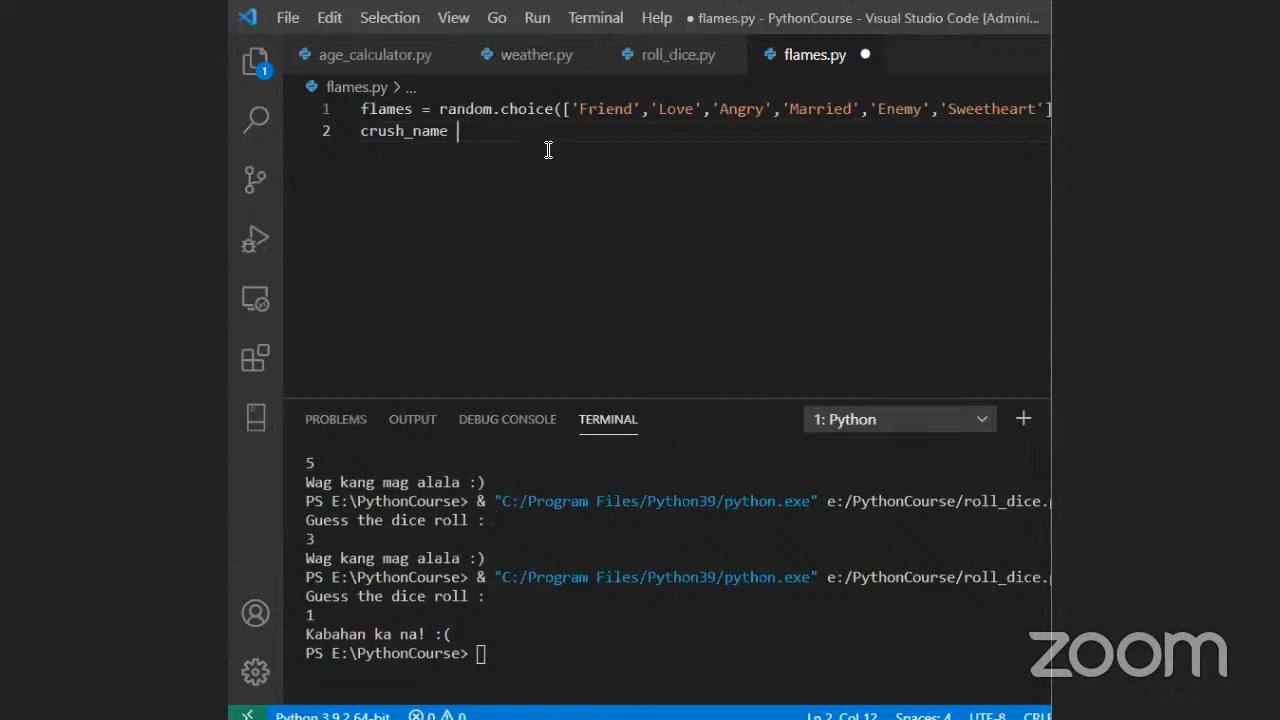 File Edit Selection View Go Run Terminal Help ● flames.py - PythonCourse - Visual Studio Code [Admini...
age_calculator.py weather.py roll_dice.py flames.py ●
1
flames.py > ...
1 flames = random.choice(['Friend','Love','Angry','Married','Enemy','Sweetheart']
2 crush_name
PROBLEMS OUTPUT DEBUG CONSOLE TERMINAL 1: Python
5
Wag kang mag alala :)
PS E:\PythonCourse> & "C:/Program Files/Python39/python.exe" e:/PythonCourse/roll_dice.p
Guess the dice roll :
3
Wag kang mag alala :)
PS E:\PythonCourse> & "C:/Program Files/Python39/python.exe" e:/PythonCourse/roll_dice.p
Guess the dice roll :
1
Kabahan ka na! :(
PS E:\PythonCourse>
zoom
Python 3.9.2 64-bit 0 0 Ln 2, Col 12 Spaces: 4 UTF-8 CRLF